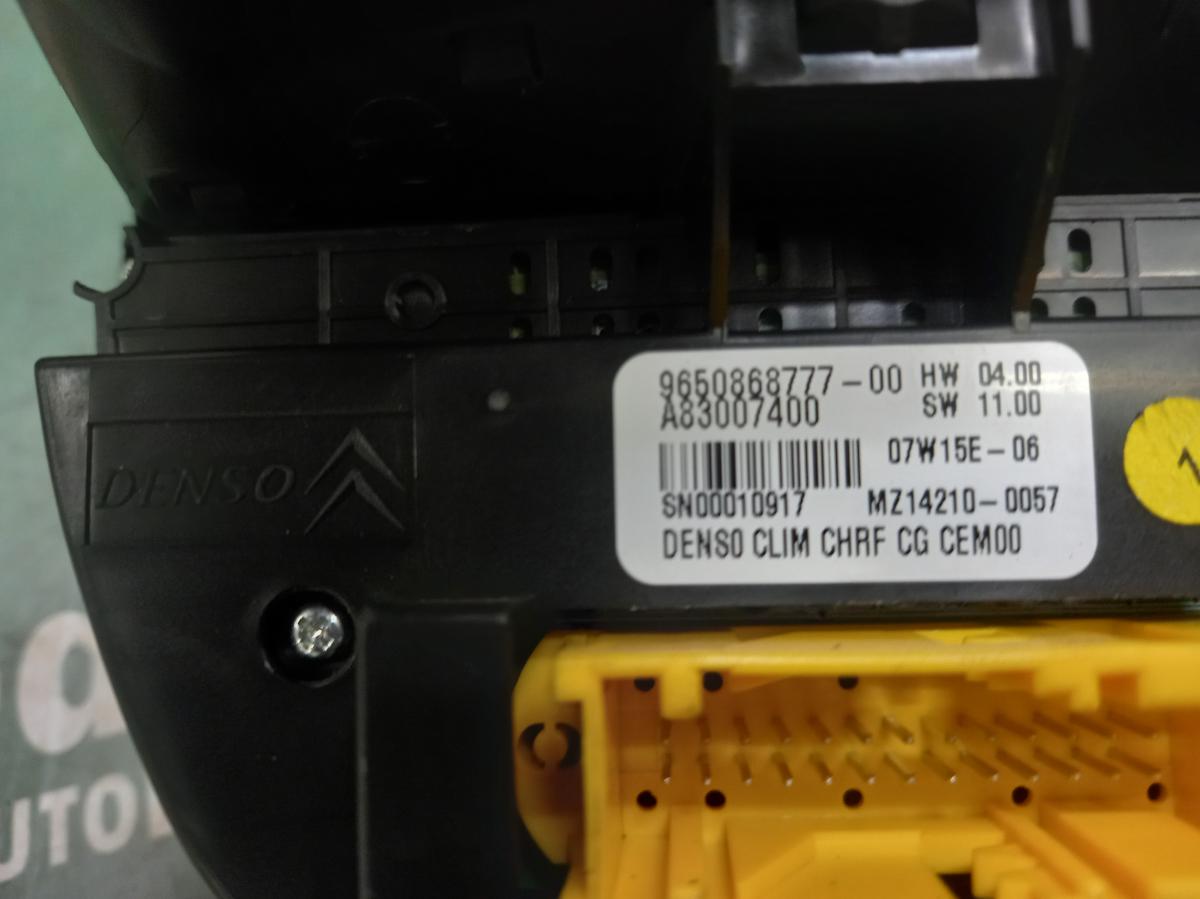 9650868777-00 HW 04.00
A83007400 SW 11.00
07W15E-06
SN00010917 MZ14210-0057
DENSO CLIM CHRF CG CEM00
DENSO